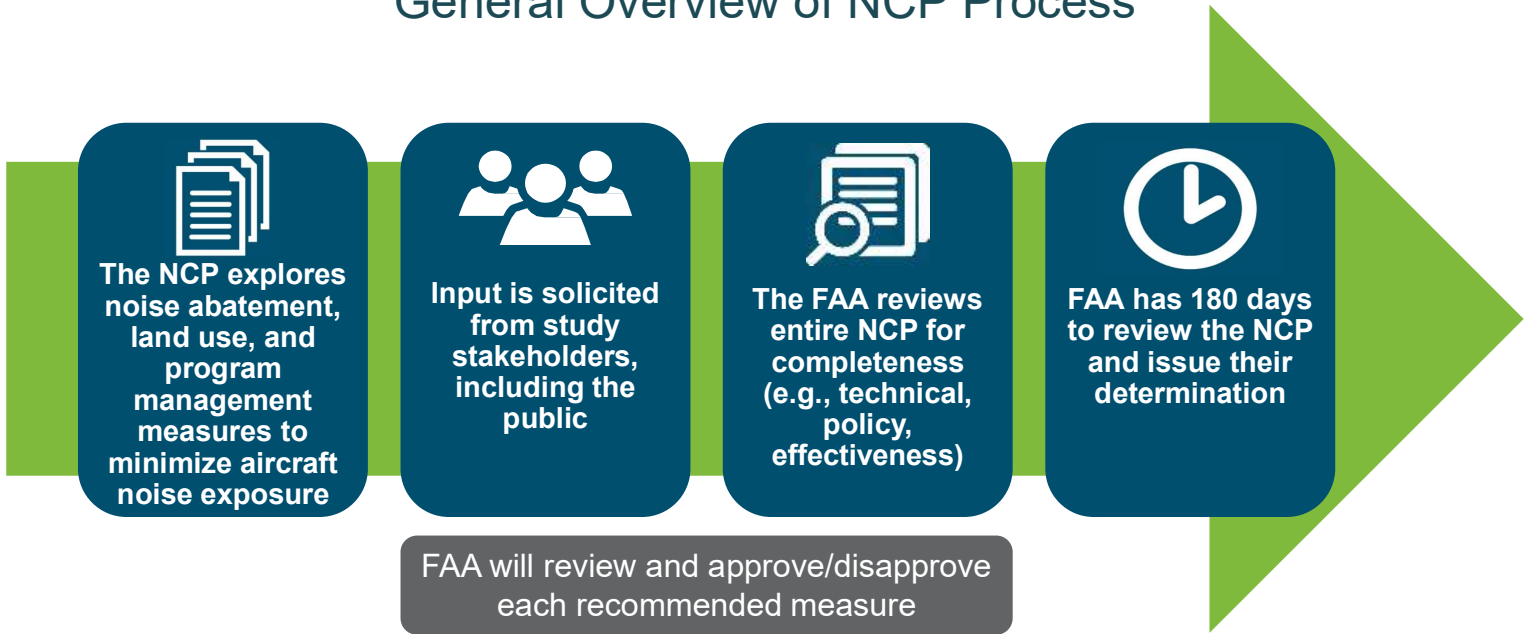 General Overview of NCP Process
The NCP explores
noise abatement,
land use, and
program
management
measures to
minimize aircraft
noise exposure
Input is solicited
from study
stakeholders,
including the
public
The FAA reviews
entire NCP for
completeness
(e.g., technical,
policy,
effectiveness)
FAA has 180 days
to review the NCP
and issue their
determination
FAA will review and approve/disapprove
each recommended measure